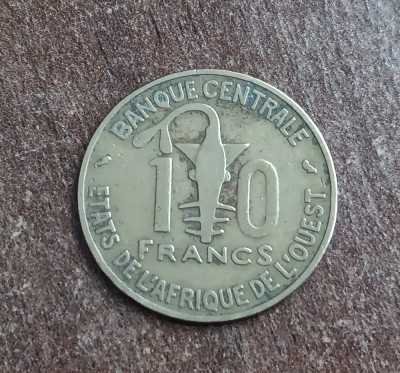 BANQUE CENTRALE
10
FRANCS
ETATS DE L'AFRIQUE DE L'OUEST